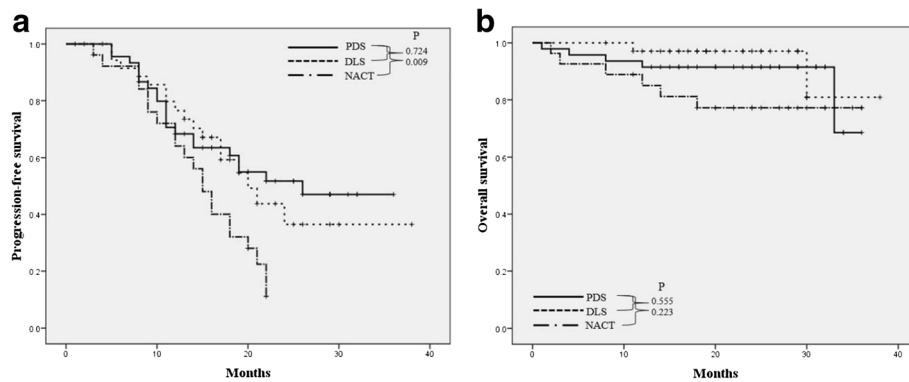 a
P
PDS
0.724
DLS
0.009
NACT
Progression-free survival
1.0
0.8
0.6
0.4
0.2
0.0
0 10 20 30 40
Months
b
Overall survival
1.0
0.8
0.6
0.4
0.2
0.0
P
PDS
0.555
DLS
0.223
NACT
0 10 20 30 40
Months